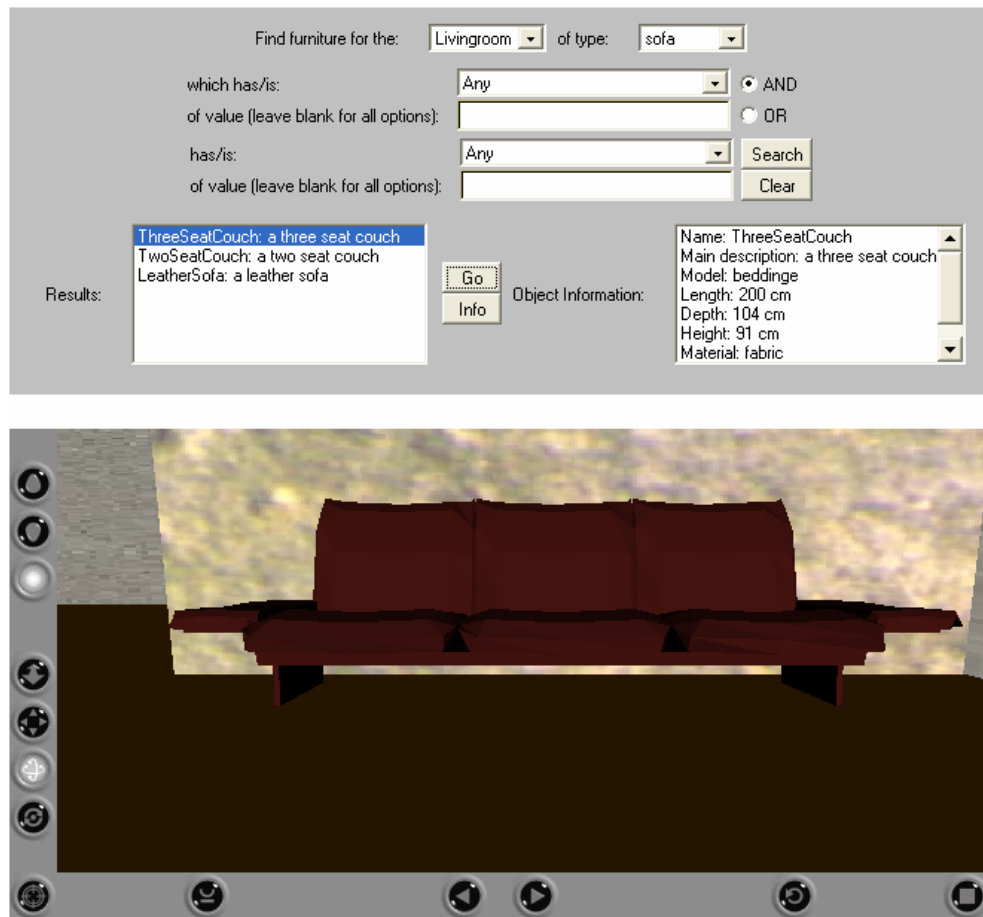 Find furniture for the: Livingroom of type: sofa
which has/is: Any AND
of value (leave blank for all options): OR
has/is: Any Search
of value (leave blank for all options): Clear
Results:
ThreeSeatCouch: a three seat couch
TwoSeatCouch: a two seat couch
LeatherSofa: a leather sofa
Go
Info
Object Information:
Name: ThreeSeatCouch
Main description: a three seat couch
Model: beddinge
Length: 200 cm
Depth: 104 cm
Height: 91 cm
Material: fabric